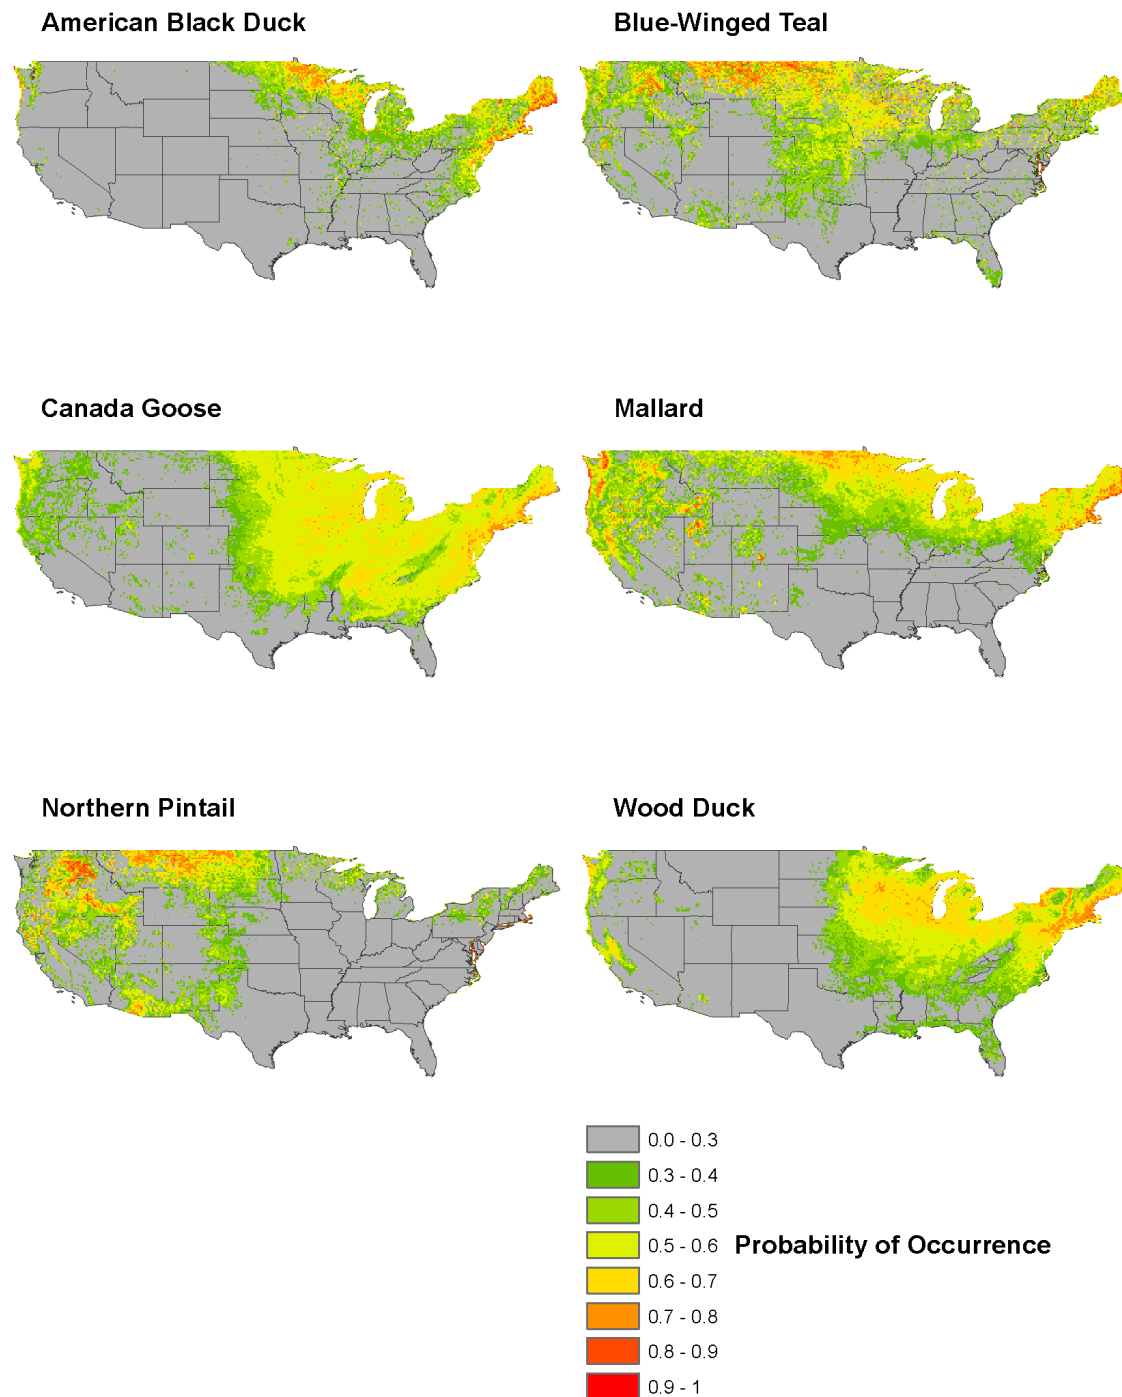 American Black Duck
Blue-Winged Teal
Canada Goose
Mallard
Northern Pintail
Wood Duck
0.0 - 0.3
0.3 - 0.4
0.4 - 0.5
0.5 - 0.6
Probability of Occurrence
0.6 - 0.7
0.7 - 0.8
0.8 - 0.9
0.9 - 1